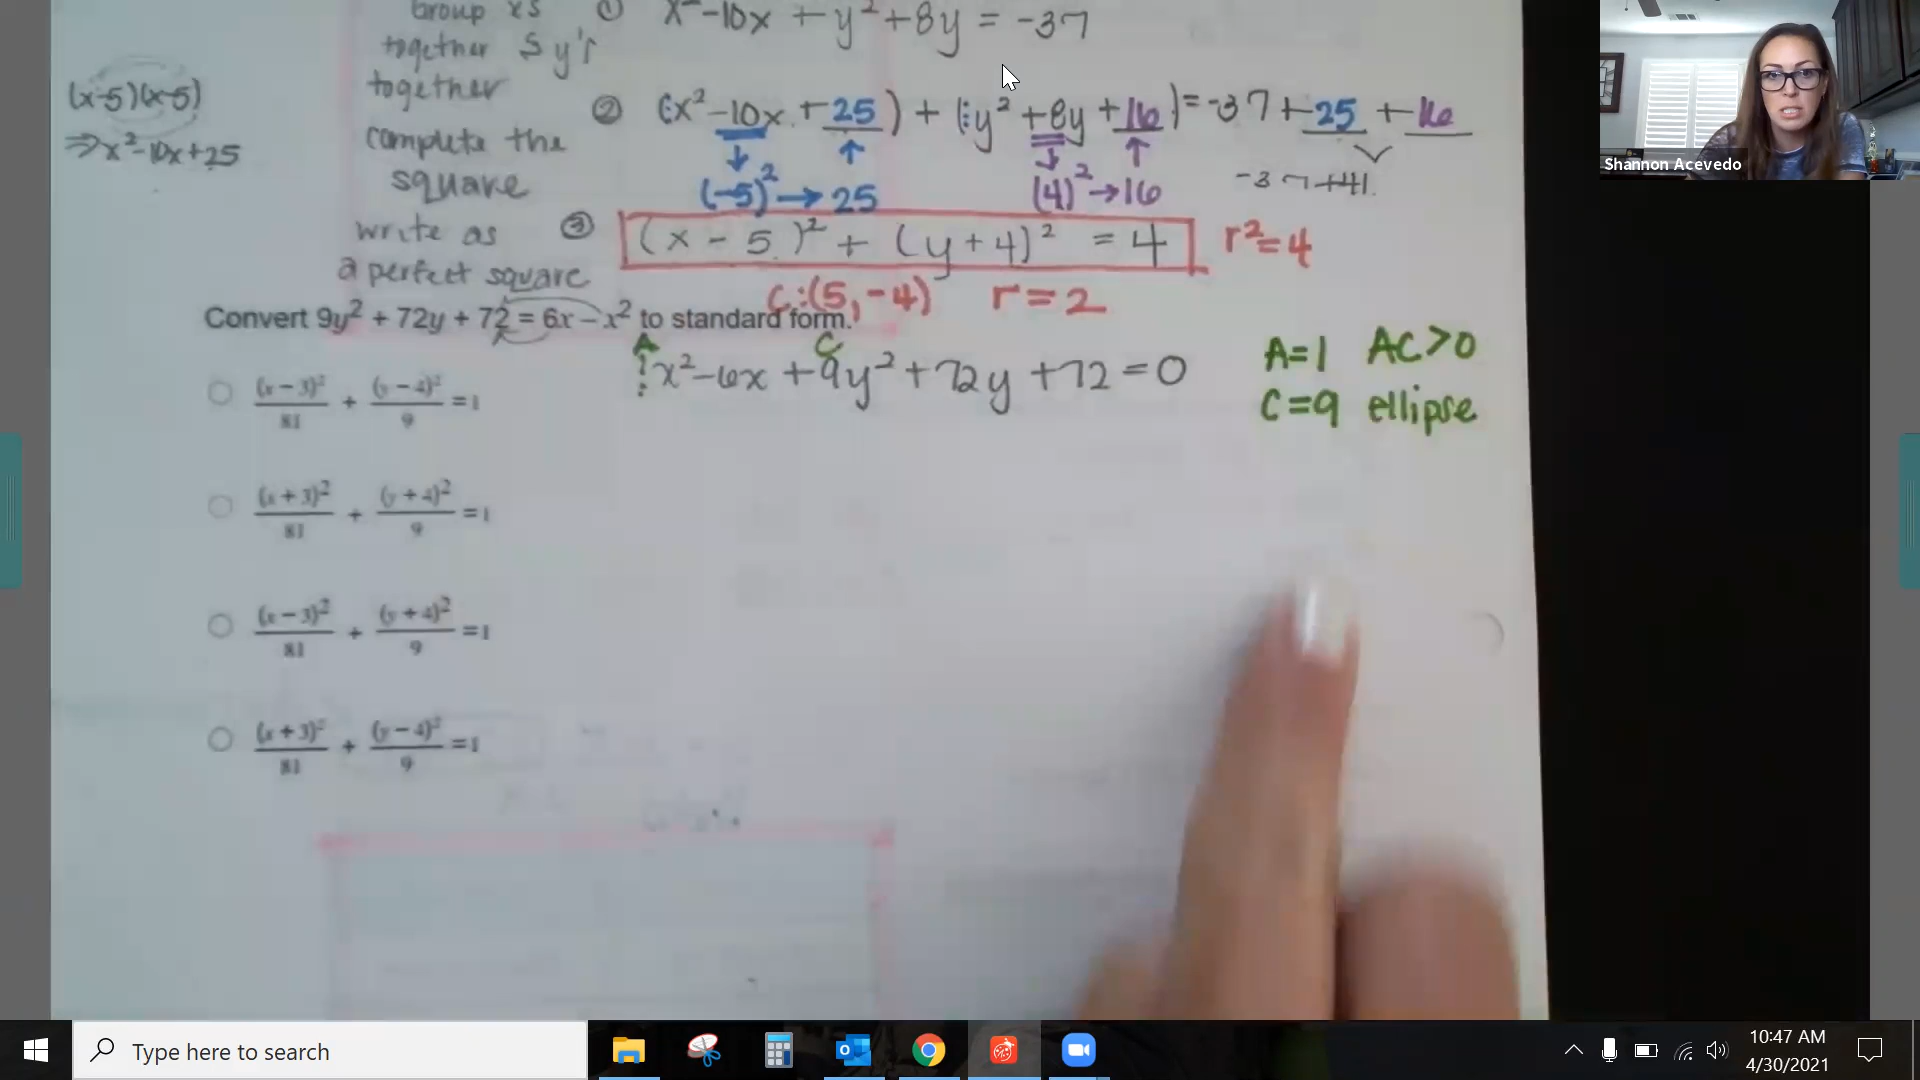 Group xs ① x²-10x + y² + 8y = -37
together & y's
together
(x-5)(x-5)
⇒ x² - 10x + 25
② (x² - 10x + 25) + (y² + 8y + 16) = -37 + 25 + 16
complete the
square
(-5)² → 25 (4)² → 16 -37+41
③ (x - 5)² + (y + 4)² = 4 r² = 4
write as
a perfect square
C: (5, -4) r = 2
Convert 9y² + 72y + 72 = 6x – x² to standard form.
A C
x² - 6x + 9y² + 72y + 72 = 0
A=1 AC>0
C=9 ellipse
(x – 3)²/81 + (y – 4)²/9 = 1
(x + 3)²/81 + (y + 4)²/9 = 1
(x – 3)²/81 + (y + 4)²/9 = 1
(x + 3)²/81 + (y – 4)²/9 = 1
Shannon Acevedo
Type here to search
10:47 AM
4/30/2021